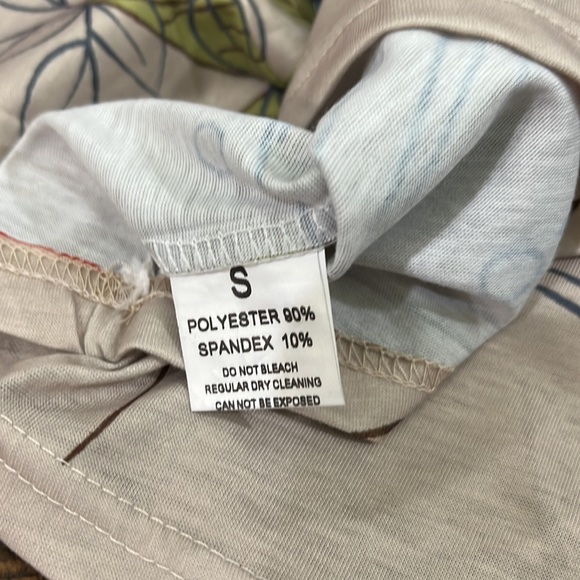 S
POLYESTER 90%
SPANDEX 10%
DO NOT BLEACH
REGULAR DRY CLEANING
CAN NOT BE EXPOSED